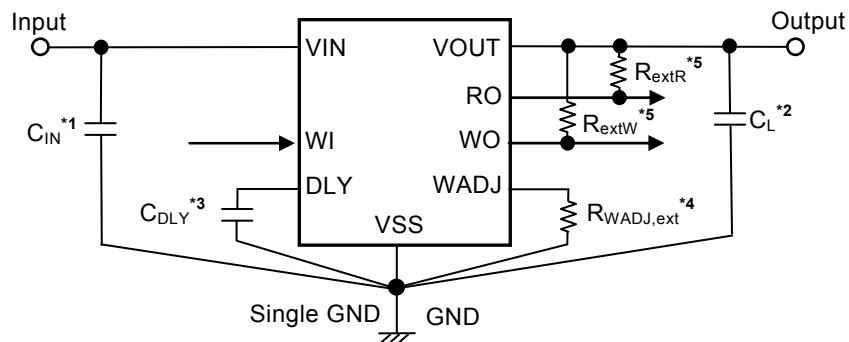 Input
Output
VIN
VOUT
RextR*5
RO
CIN*1
RextW*5
CL*2
WI
WO
DLY
WADJ
CDLY*3
RWADJ,ext*4
VSS
Single GND
GND